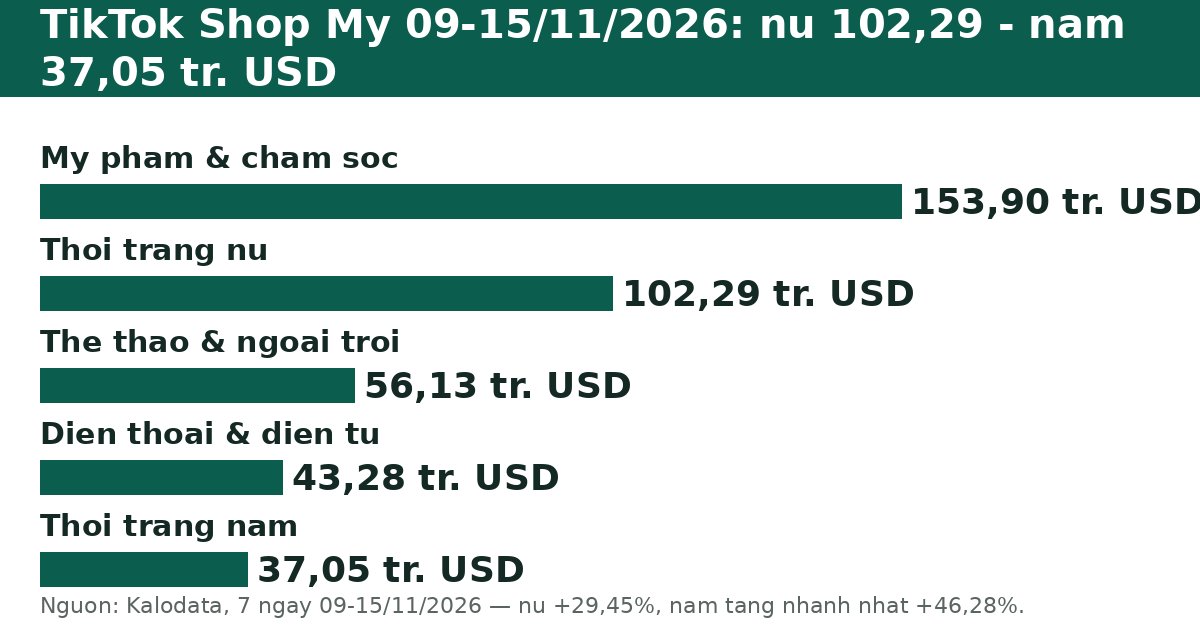 TikTok Shop My 09-15/11/2026: nu 102,29 - nam
37,05 tr. USD
My pham & cham soc
153,90 tr. USD
Thoi trang nu
102,29 tr. USD
The thao & ngoai troi
56,13 tr. USD
Dien thoai & dien tu
43,28 tr. USD
Thoi trang nam
37,05 tr. USD
Nguon: Kalodata, 7 ngay 09-15/11/2026 — nu +29,45%, nam tang nhanh nhat +46,28%.